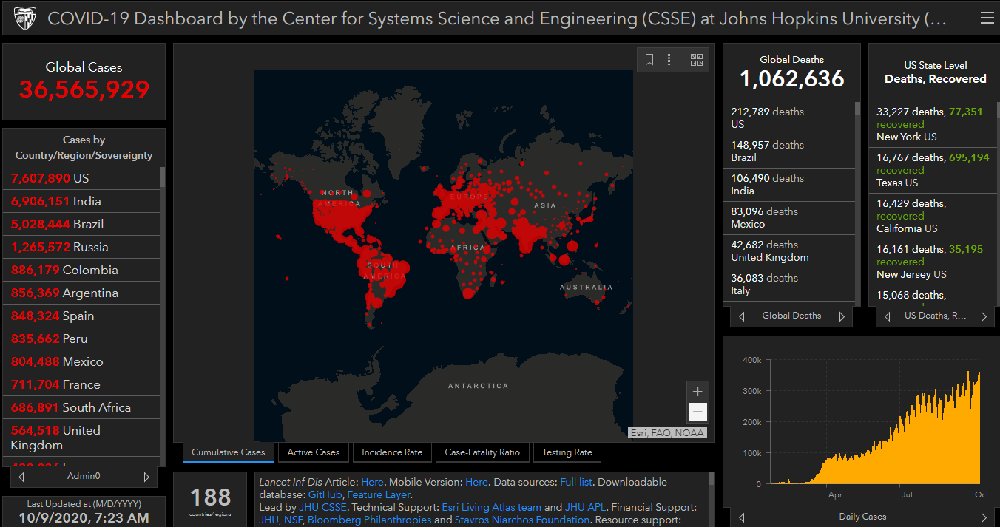 COVID-19 Dashboard by the Center for Systems Science and Engineering (CSSE) at Johns Hopkins University (...
Global Cases
36,565,929
Cases by
Country/Region/Sovereignty
7,607,890 US
6,906,151 India
5,028,444 Brazil
1,265,572 Russia
886,179 Colombia
856,369 Argentina
848,324 Spain
835,662 Peru
804,488 Mexico
711,704 France
686,891 South Africa
564,518 United
Kingdom
Admin0
Last Updated at (M/D/YYYY)
10/9/2020, 7:23 AM
NORTH
AMERICA
SOUTH
AMERICA
EUROPE
AFRICA
ASIA
AUSTRALIA
ANTARCTICA
Esri, FAO, NOAA
Cumulative Cases
Active Cases
Incidence Rate
Case-Fatality Ratio
Testing Rate
188
countries/regions
Lancet Inf Dis Article: Here. Mobile Version: Here. Data sources: Full list. Downloadable
database: GitHub, Feature Layer.
Lead by JHU CSSE. Technical Support: Esri Living Atlas team and JHU APL. Financial Support:
JHU, NSF, Bloomberg Philanthropies and Stavros Niarchos Foundation. Resource support:
Global Deaths
1,062,636
212,789 deaths
US
148,957 deaths
Brazil
106,490 deaths
India
83,096 deaths
Mexico
42,682 deaths
United Kingdom
36,083 deaths
Italy
Global Deaths
US State Level
Deaths, Recovered
33,227 deaths, 77,351
recovered
New York US
16,767 deaths, 695,194
recovered
Texas US
16,429 deaths,
recovered
California US
16,161 deaths, 35,195
recovered
New Jersey US
15,068 deaths,
US Deaths, R...
400k
300k
200k
100k
0
Apr
Jul
Oct
Daily Cases